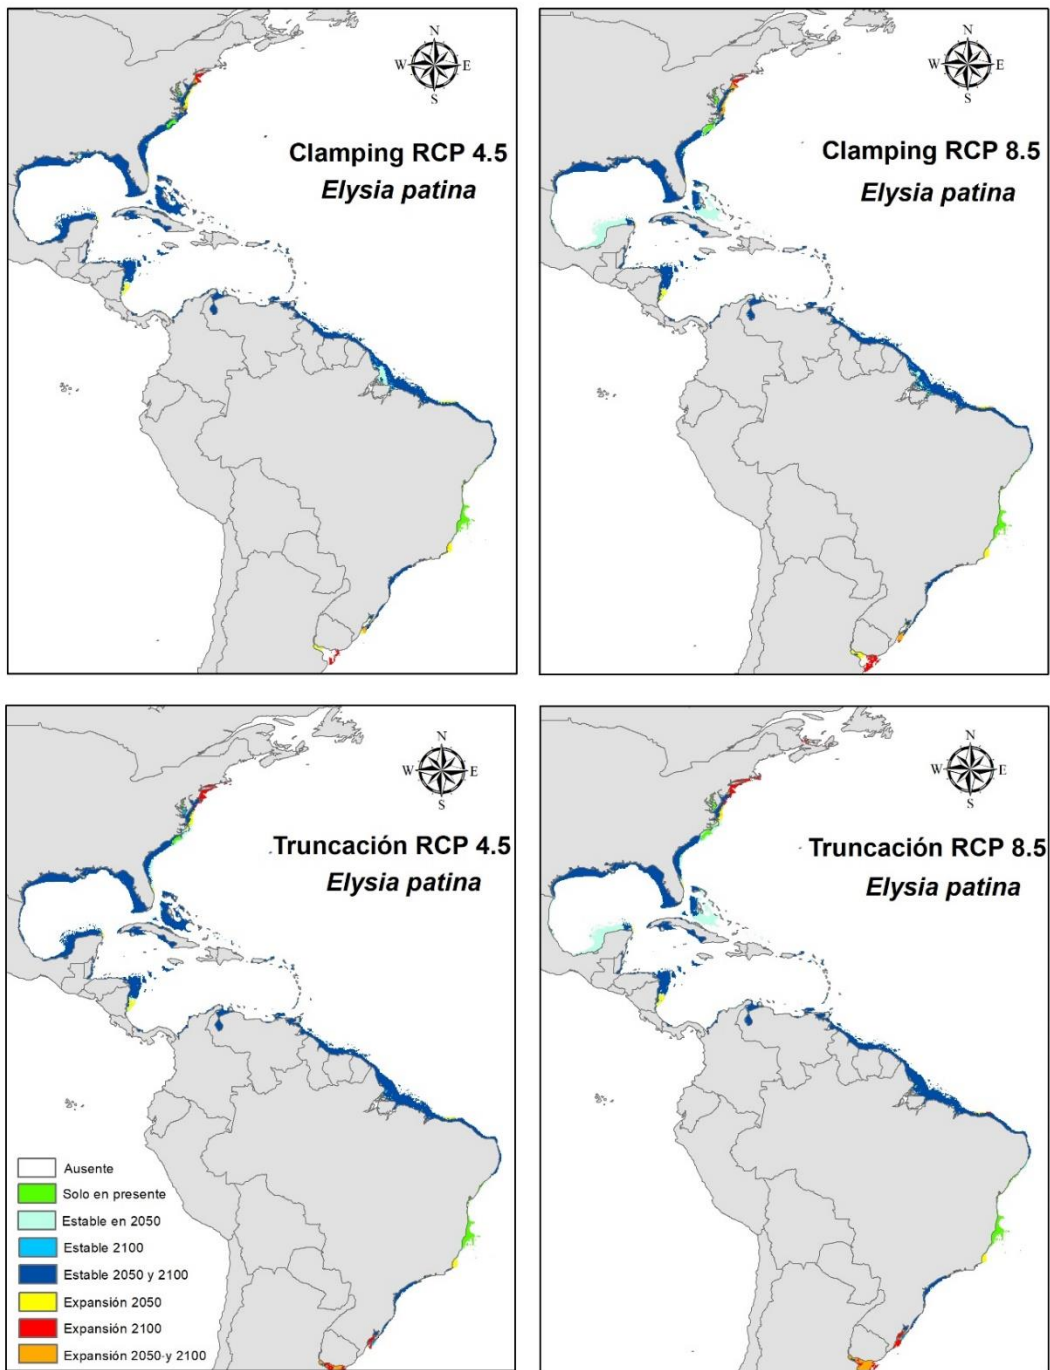 N
W E
S
Clamping RCP 4.5
Elysia patina
N
W E
S
Clamping RCP 8.5
Elysia patina
N
W E
S
Truncación RCP 4.5
Elysia patina
Ausente
Solo en presente
Estable en 2050
Estable 2100
Estable 2050 y 2100
Expansión 2050
Expansión 2100
Expansión 2050 y 2100
N
W E
S
Truncación RCP 8.5
Elysia patina